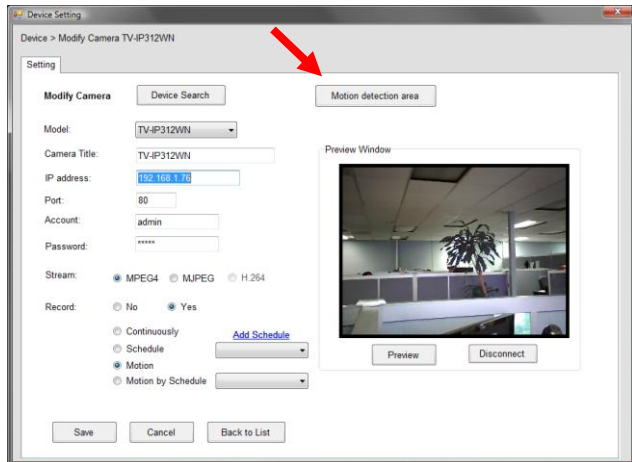 Device Setting
Device > Modify Camera TV-IP312WN
Setting
Modify Camera
Device Search
Motion detection area
Model:
TV-IP312WN
Camera Title:
TV-IP312WN
Preview Window
IP address:
192.168.1.76
Port:
80
Account:
admin
Password:
*****
Stream:
MPEG4 MJPEG H.264
Record:
No Yes
Continuously
Add Schedule
Schedule
Preview
Disconnect
Motion
Motion by Schedule
Save
Cancel
Back to List